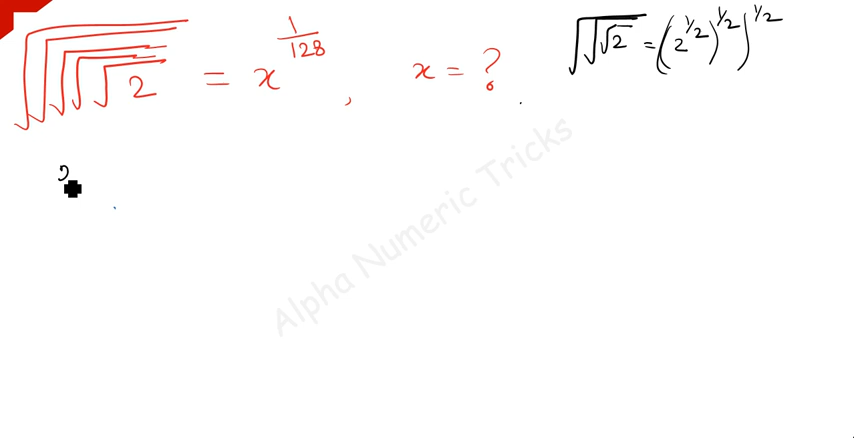 √√√√√2 = x^(1/128), x = ?
√√√2 = (2^1/2)^1/2)^1/2
Alpha Numeric Tricks